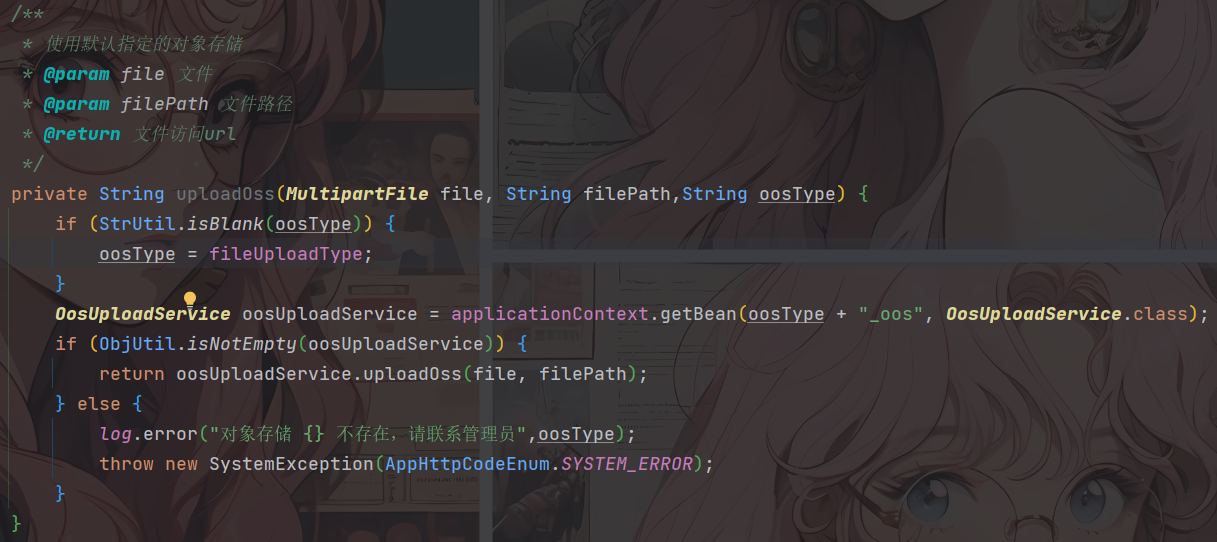 /**
 * 使用默认指定的对象存储
 * @param file 文件
 * @param filePath 文件路径
 * @return 文件访问url
 */
private String uploadOss(MultipartFile file, String filePath,String oosType) {
    if (StrUtil.isBlank(oosType)) {
        oosType = fileUploadType;
    }
    OosUploadService oosUploadService = applicationContext.getBean(oosType + "_oos", OosUploadService.class);
    if (ObjUtil.isNotEmpty(oosUploadService)) {
        return oosUploadService.uploadOss(file, filePath);
    } else {
        log.error("对象存储 {} 不存在，请联系管理员",oosType);
        throw new SystemException(AppHttpCodeEnum.SYSTEM_ERROR);
    }
}